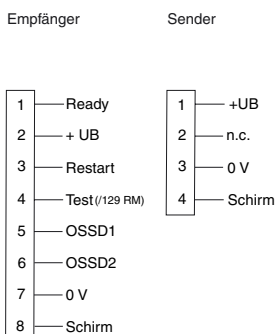 Empfänger
1 Ready
2 + UB
3 Restart
4 Test (/129 RM)
5 OSSD1
6 OSSD2
7 0 V
8 Schirm
Sender
1 +UB
2 n.c.
3 0 V
4 Schirm